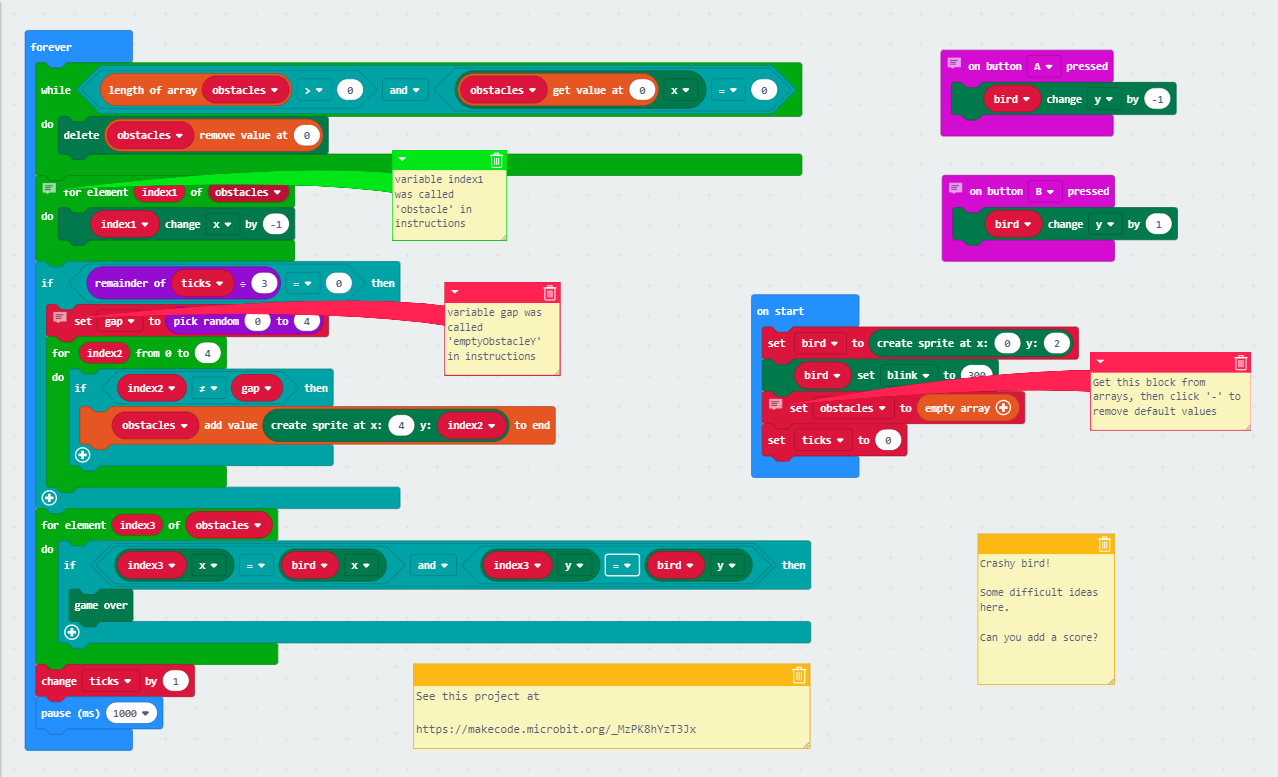 forever
while length of array obstacles > 0 and obstacles get value at 0 x = 0
do delete obstacles remove value at 0
for element index1 of obstacles
do index1 change x by -1
if remainder of ticks ÷ 3 = 0 then
set gap to pick random 0 to 4
for index2 from 0 to 4
do if index2 ≠ gap then
obstacles add value create sprite at x: 4 y: index2 to end
for element index3 of obstacles
do if index3 x = bird x and index3 y = bird y then
game over
change ticks by 1
pause (ms) 1000
variable index1
was called
'obstacle' in
instructions
variable gap was
called
'emptyObstacleY'
in instructions
See this project at
https://makecode.microbit.org/_MzPK8hYzT3Jx
on button A pressed
bird change y by -1
on button B pressed
bird change y by 1
on start
set bird to create sprite at x: 0 y: 2
bird set blink to 300
set obstacles to empty array
set ticks to 0
Get this block from
arrays, then click '-' to
remove default values
Crashy bird!
Some difficult ideas
here.
Can you add a score?